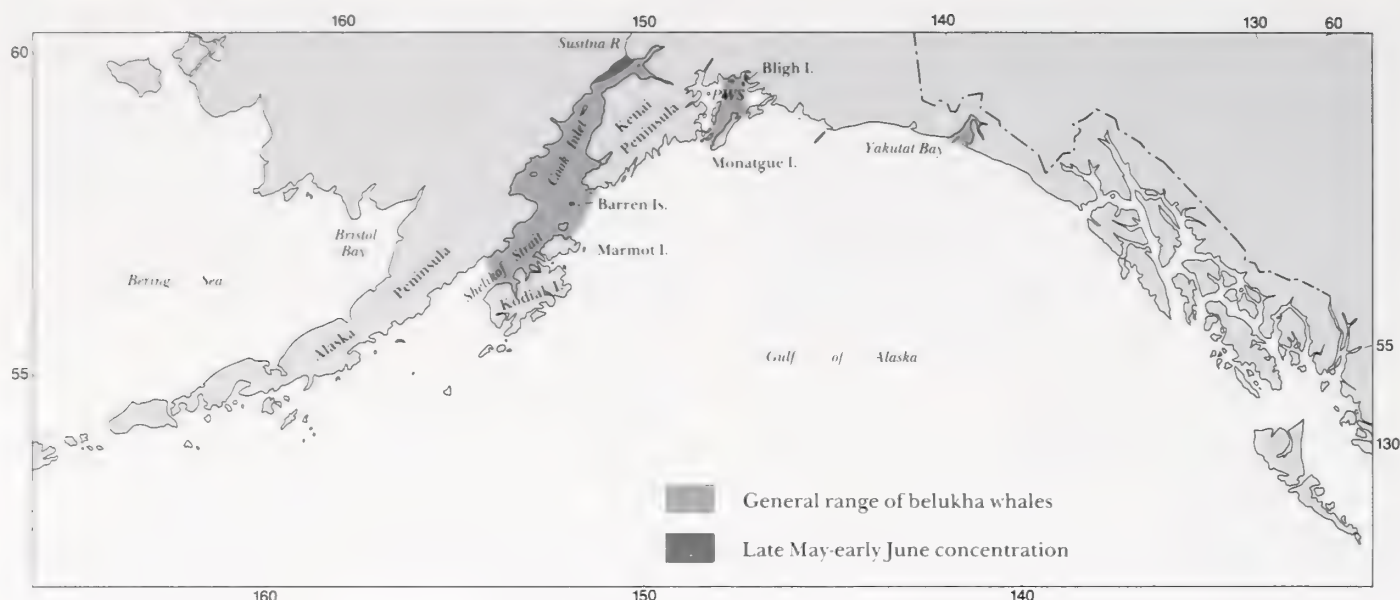 160
150
140
130
60
60
Susitna R
Bligh I.
PWS
Kenai
Peninsula
Cook Inlet
Yakutat Bay
Monatgue I.
Barren Is.
Bristol
Bay
Marmot I.
Shelikof Strait
Peninsula
Bering Sea
Kodiak I.
Alaska
Gulf of Alaska
55
55
130
General range of belukha whales
Late May-early June concentration
160
150
140